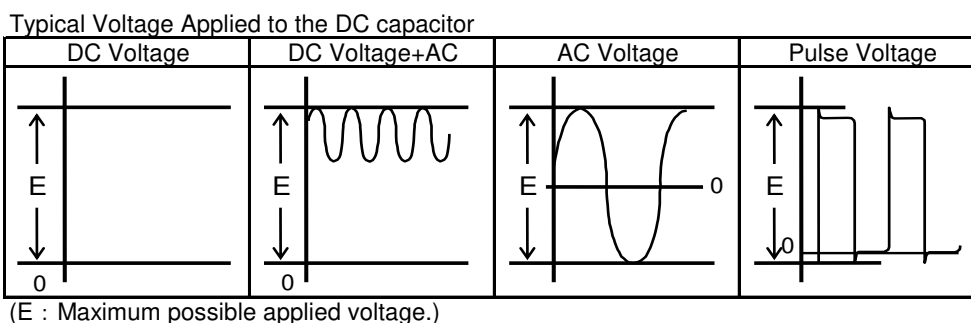 Typical Voltage Applied to the DC capacitor
DC Voltage DC Voltage+AC AC Voltage Pulse Voltage
E E E 0 E
0
0 0
(E：Maximum possible applied voltage.)